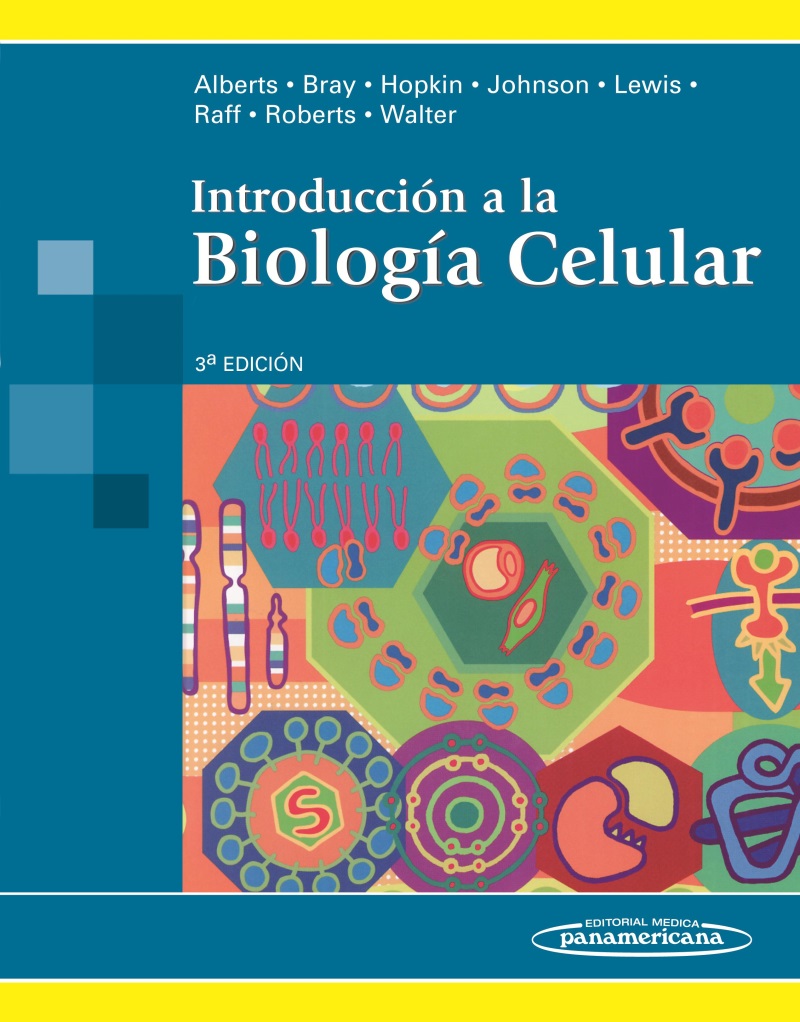 Alberts • Bray • Hopkin • Johnson • Lewis •
Raff • Roberts • Walter
Introducción a la
Biología Celular
3ª EDICIÓN
S
EDITORIAL MEDICA
panamericana